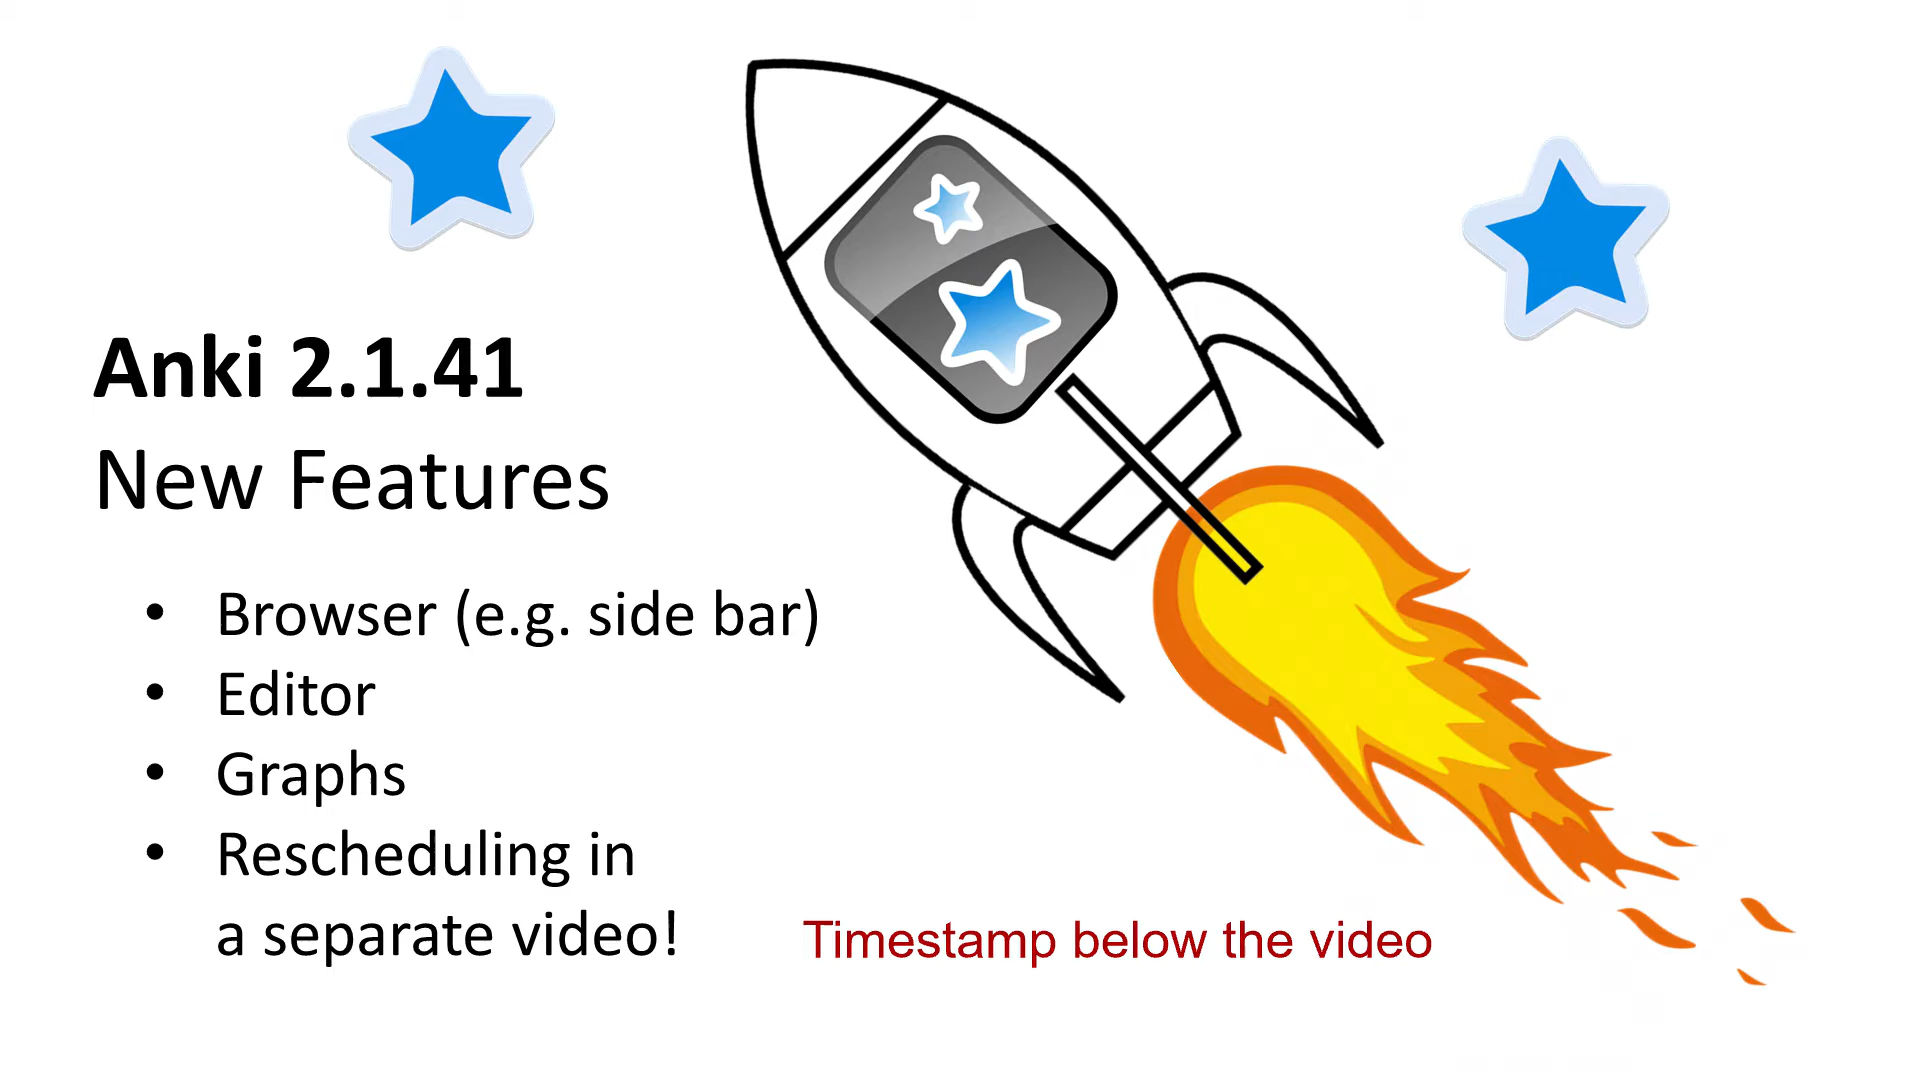 Anki 2.1.41
New Features
• Browser (e.g. side bar)
• Editor
• Graphs
• Rescheduling in
a separate video!
Timestamp below the video